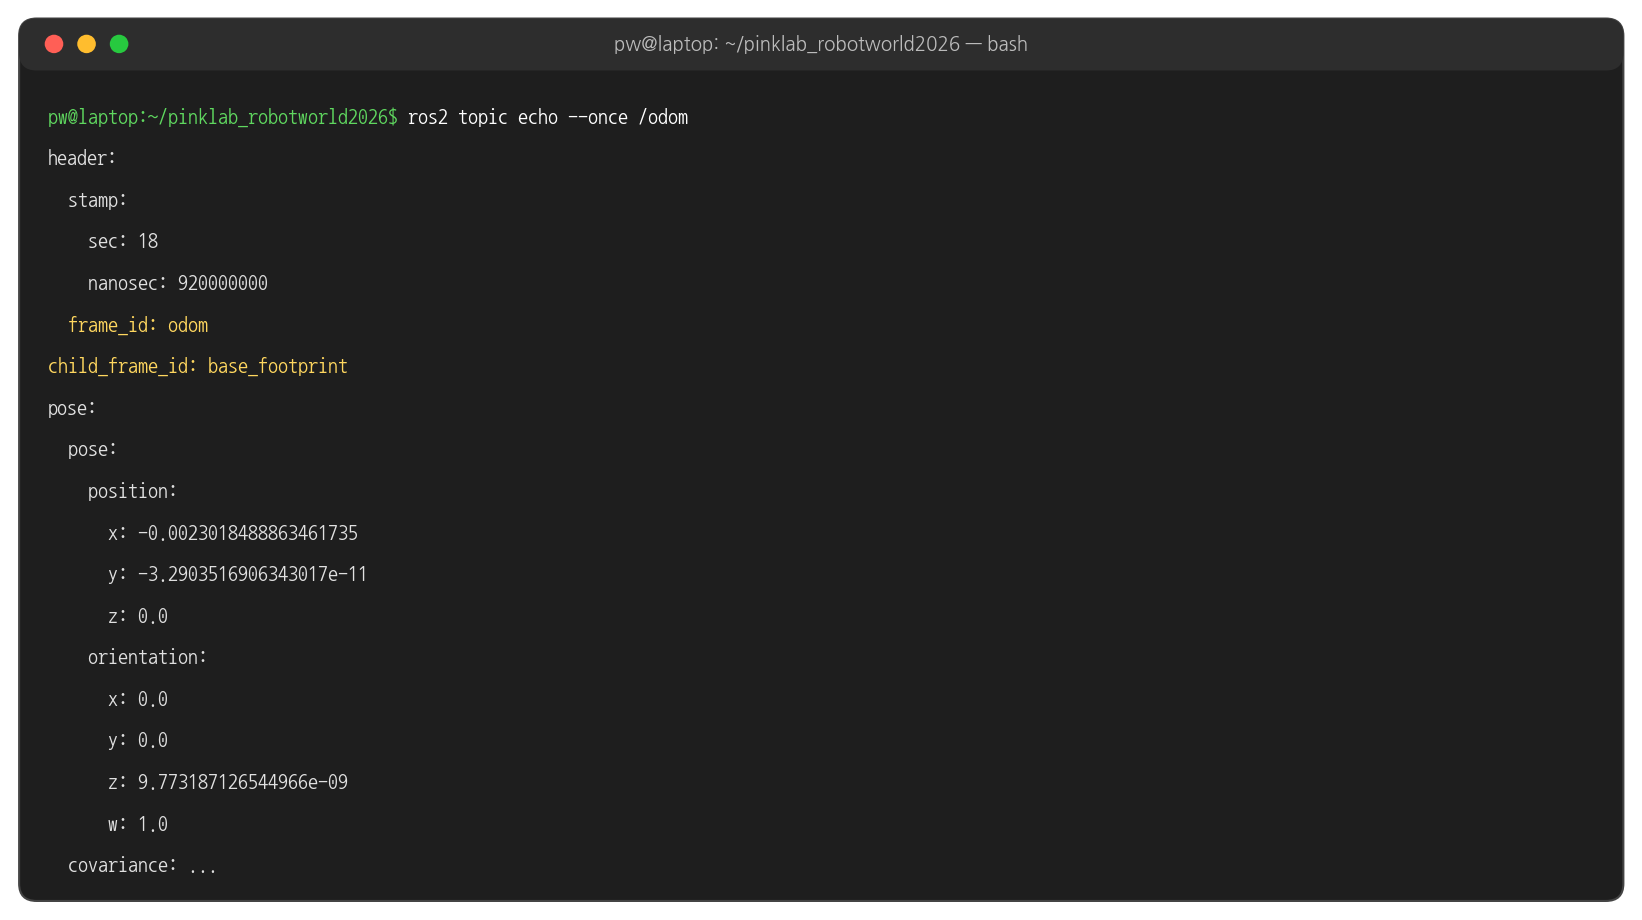 pw@laptop: ~/pinklab_robotworld2026 — bash
pw@laptop:~/pinklab_robotworld2026$ ros2 topic echo --once /odom
header:
  stamp:
    sec: 18
    nanosec: 920000000
  frame_id: odom
child_frame_id: base_footprint
pose:
  pose:
    position:
      x: -0.0023018488863461735
      y: -3.2903516906343017e-11
      z: 0.0
    orientation:
      x: 0.0
      y: 0.0
      z: 9.773187126544966e-09
      w: 1.0
  covariance: ...